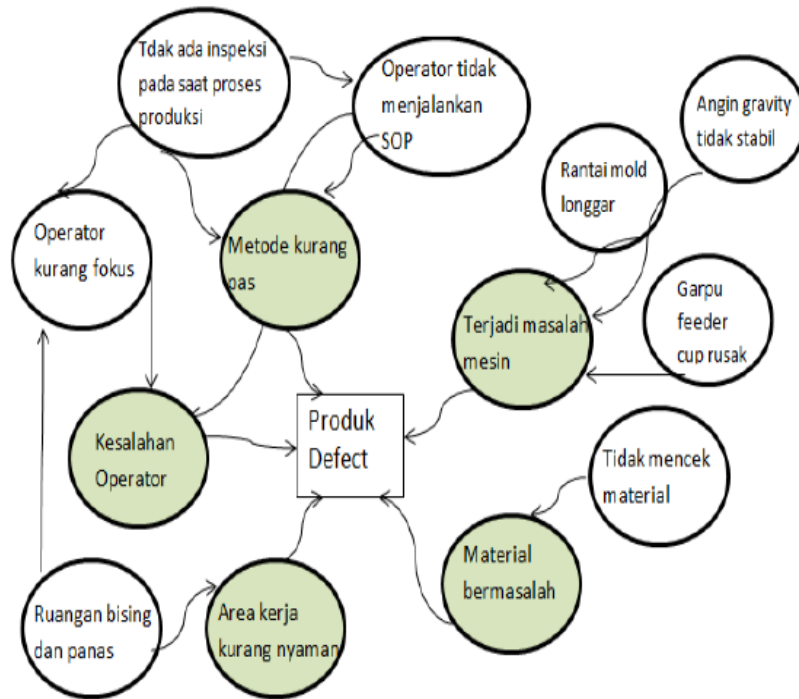 Tdak ada inspeksi
pada saat proses
produksi
Operator tidak
menjalankan
SOP
Angin gravity
tidak stabil
Rantai mold
longgar
Operator
kurang fokus
Metode kurang
pas
Terjadi masalah
mesin
Garpu
feeder
cup rusak
Kesalahan
Operator
Produk
Defect
Tidak mencek
material
Material
bermasalah
Ruangan bising
dan panas
Area kerja
kurang nyaman